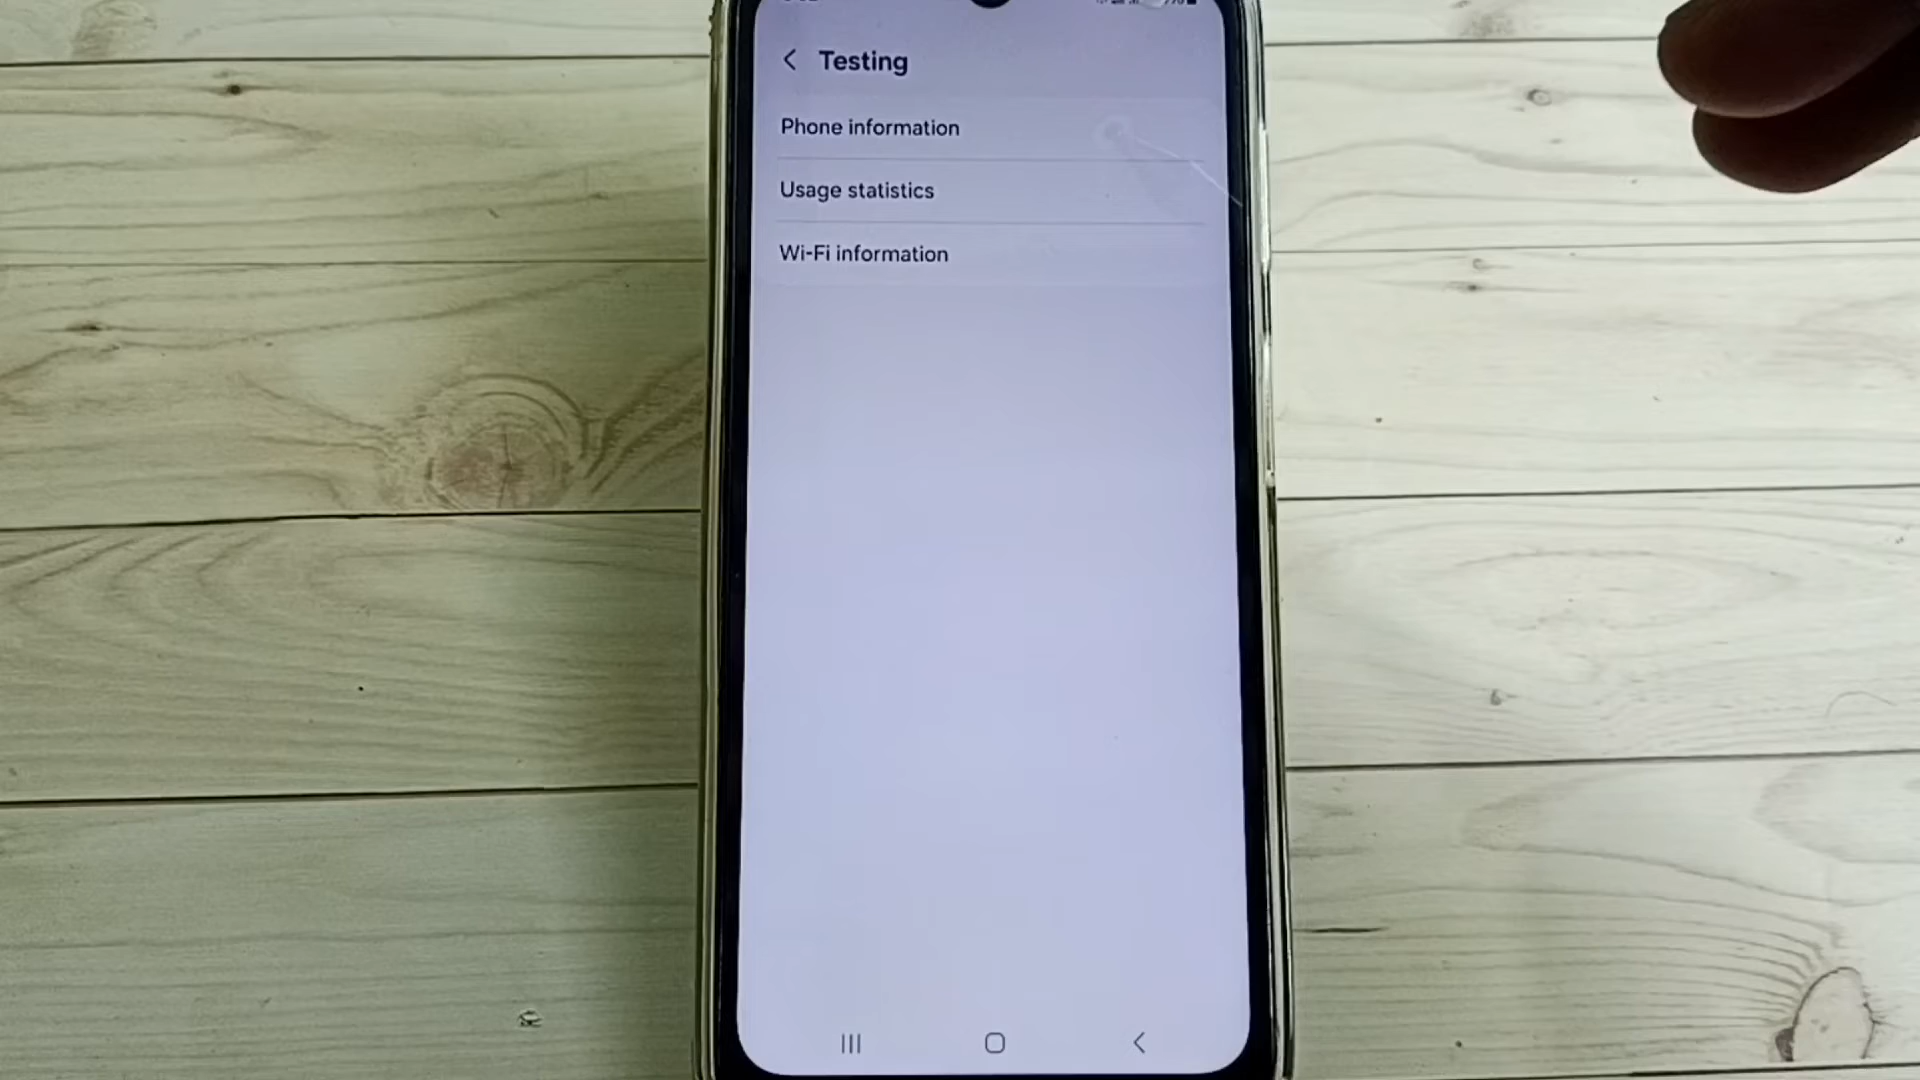 Testing
Phone information
Usage statistics
Wi-Fi information